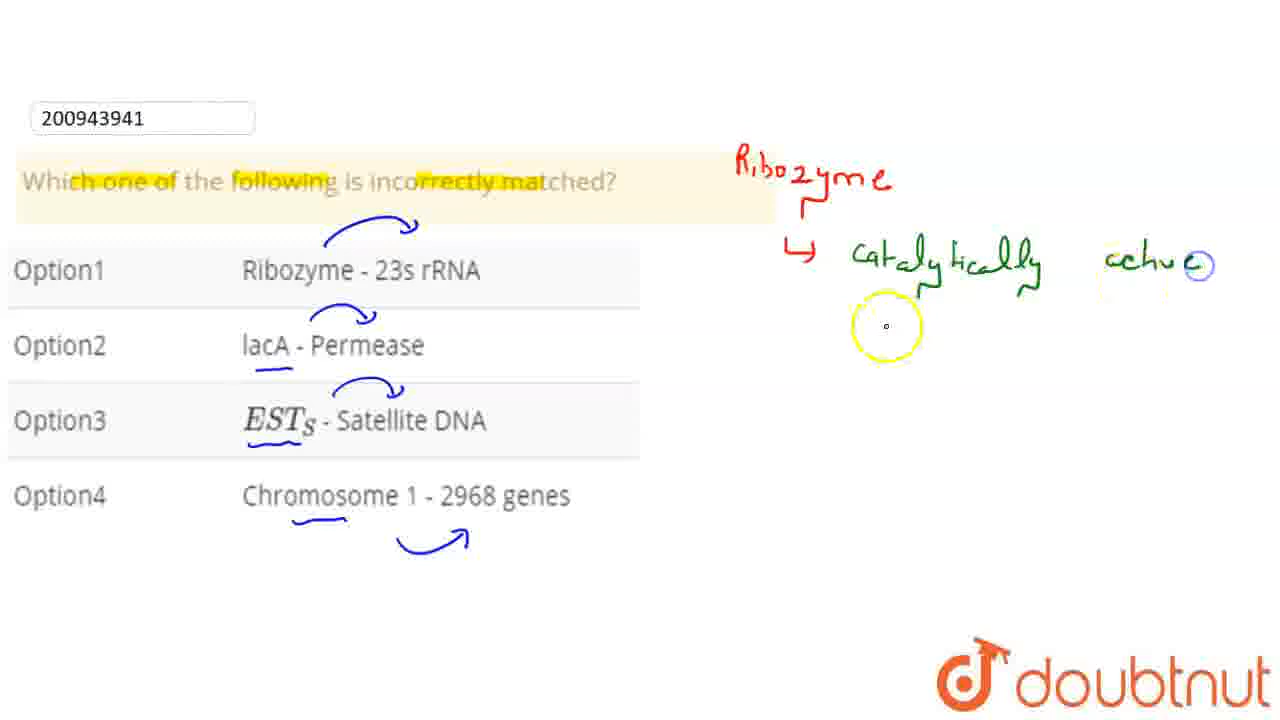 200943941
Which one of the following is incorrectly matched?
Ribozyme
Option1 Ribozyme - 23s rRNA
↳ catalytically active
Option2 lacA - Permease
Option3 ESTS - Satellite DNA
Option4 Chromosome 1 - 2968 genes
doubtnut